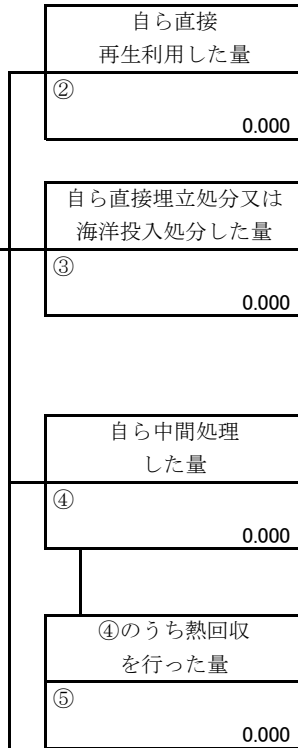 自ら直接
再生利用した量
②
0.000
自ら直接埋立処分又は
海洋投入処分した量
③
0.000
自ら中間処理
した量
④
0.000
④のうち熱回収
を行った量
⑤
0.000